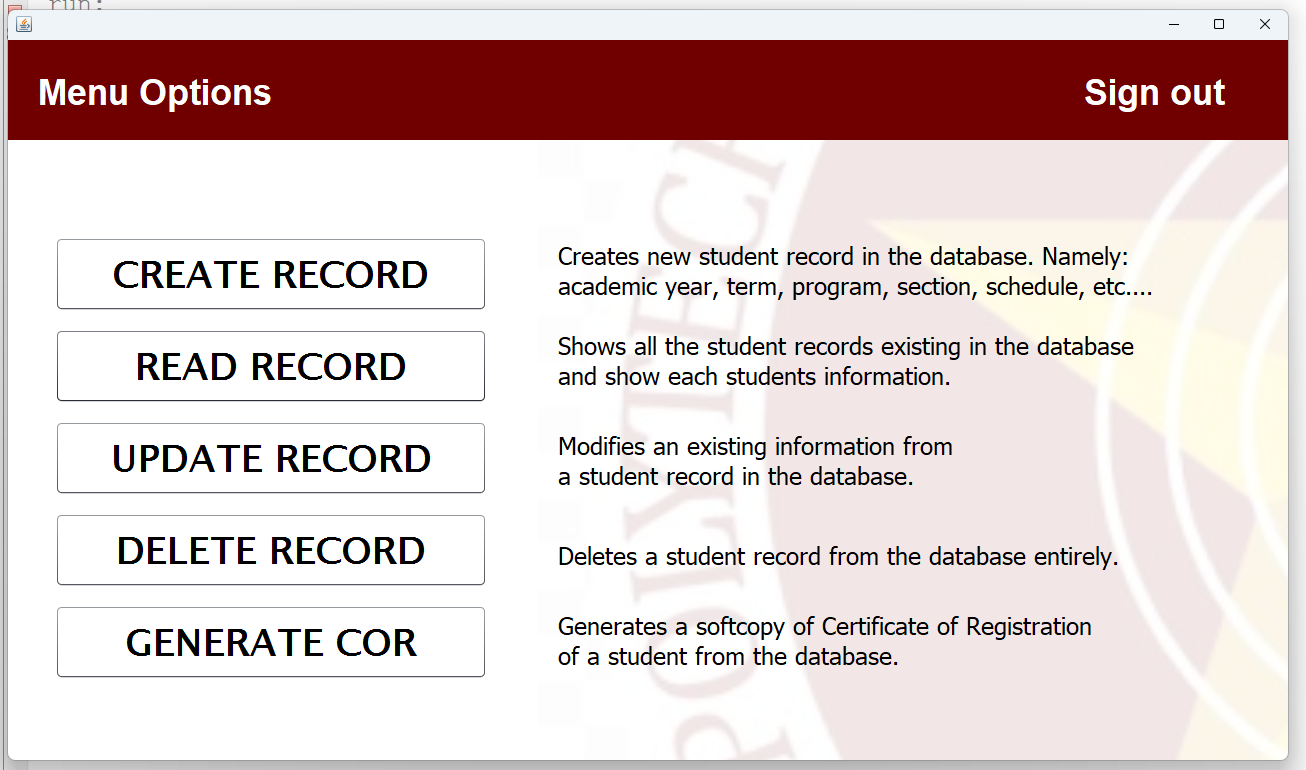 run:
Menu Options
Sign out
CREATE RECORD
Creates new student record in the database. Namely:
academic year, term, program, section, schedule, etc....
READ RECORD
Shows all the student records existing in the database
and show each students information.
UPDATE RECORD
Modifies an existing information from
a student record in the database.
DELETE RECORD
Deletes a student record from the database entirely.
GENERATE COR
Generates a softcopy of Certificate of Registration
of a student from the database.
POLYTECH